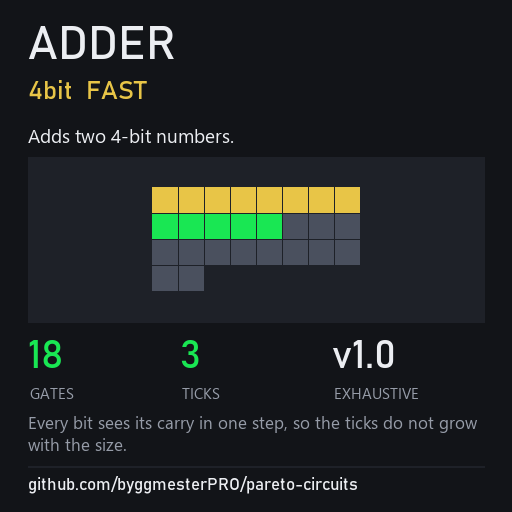 ADDER
4bit FAST
Adds two 4-bit numbers.
18
3
v1.0
GATES
TICKS
EXHAUSTIVE
Every bit sees its carry in one step, so the ticks do not grow
with the size.
github.com/byggmesterPRO/pareto-circuits